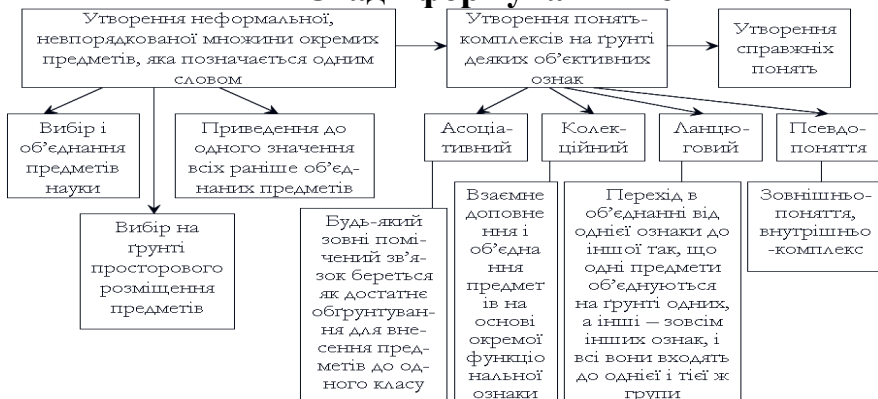 Утворення неформальної,
невпорядкованої множини окремих
предметів, яка позначається одним
словом
Утворення понять-
комплексів на ґрунті
деяких об’єктивних
ознак
Утворення
справжніх
понять
Вибір і
об’єднання
предметів
науки
Приведення до
одного значення
всіх раніше об’єд-
наних предметів
Вибір на
ґрунті
просторового
розміщення
предметів
Асоціа-
тивний
Колек-
ційний
Ланцю-
говий
Псевдо-
поняття
Будь-який
зовні помі-
чений зв’я-
зок береться
як достатнє
обґрунтуван-
ня для вне-
сення пред-
метів до од-
ного класу
Взаємне
доповне
ння і
об’єдна
ння
предмет
ів на
основі
окремої
функціо
нальної
ознаки
Перехід в
об’єднанні від
однієї ознаки до
іншої так, що
одні предмети
об’єднуються
на ґрунті одних,
а інші – зовсім
інших ознак, і
всі вони входять
до однієї і тієї ж
групи
Зовнішньо-
поняття,
внутрішньо
-комплекс